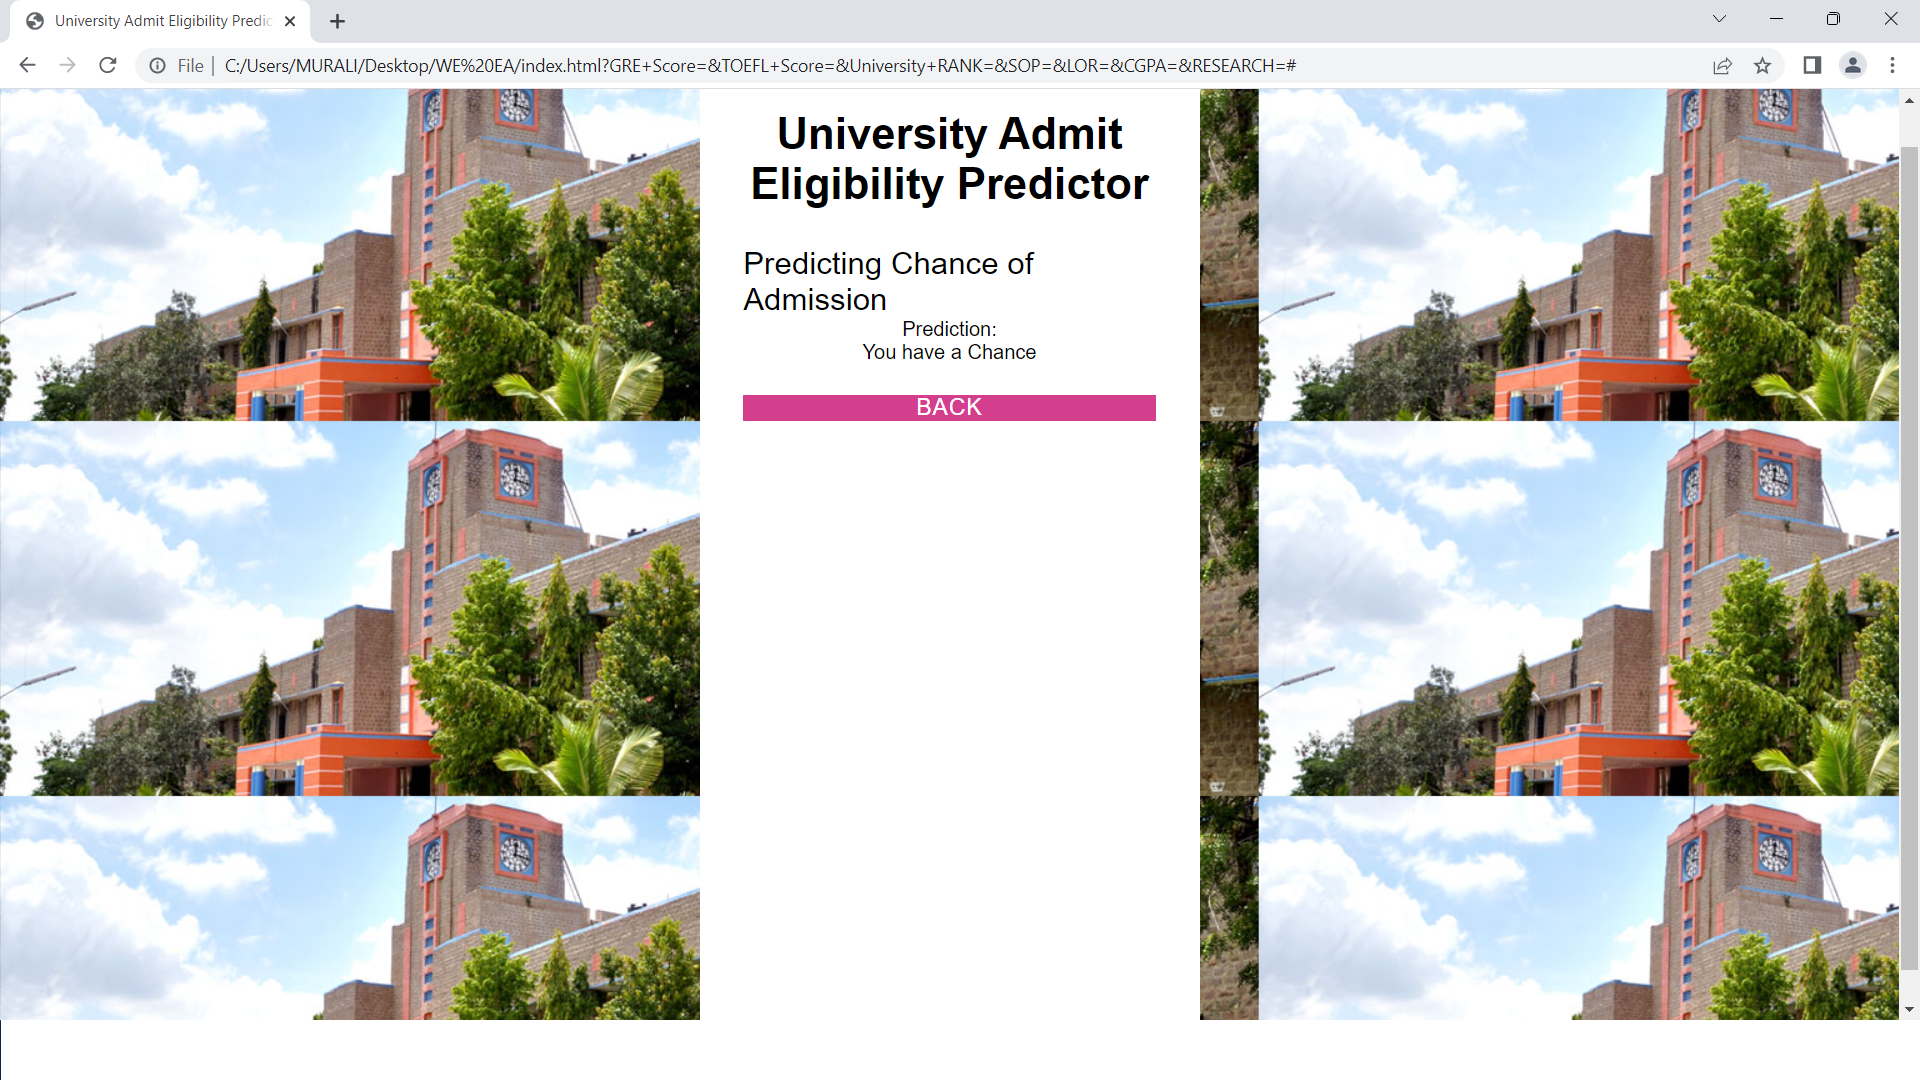 University Admit Eligibility Predic
File
C:/Users/MURALI/Desktop/WE%20EA/index.html?GRE+Score=&TOEFL+Score=&University+RANK=&SOP=&LOR=&CGPA=&RESEARCH=#
University Admit
Eligibility Predictor
Predicting Chance of
Admission
Prediction:
You have a Chance
BACK